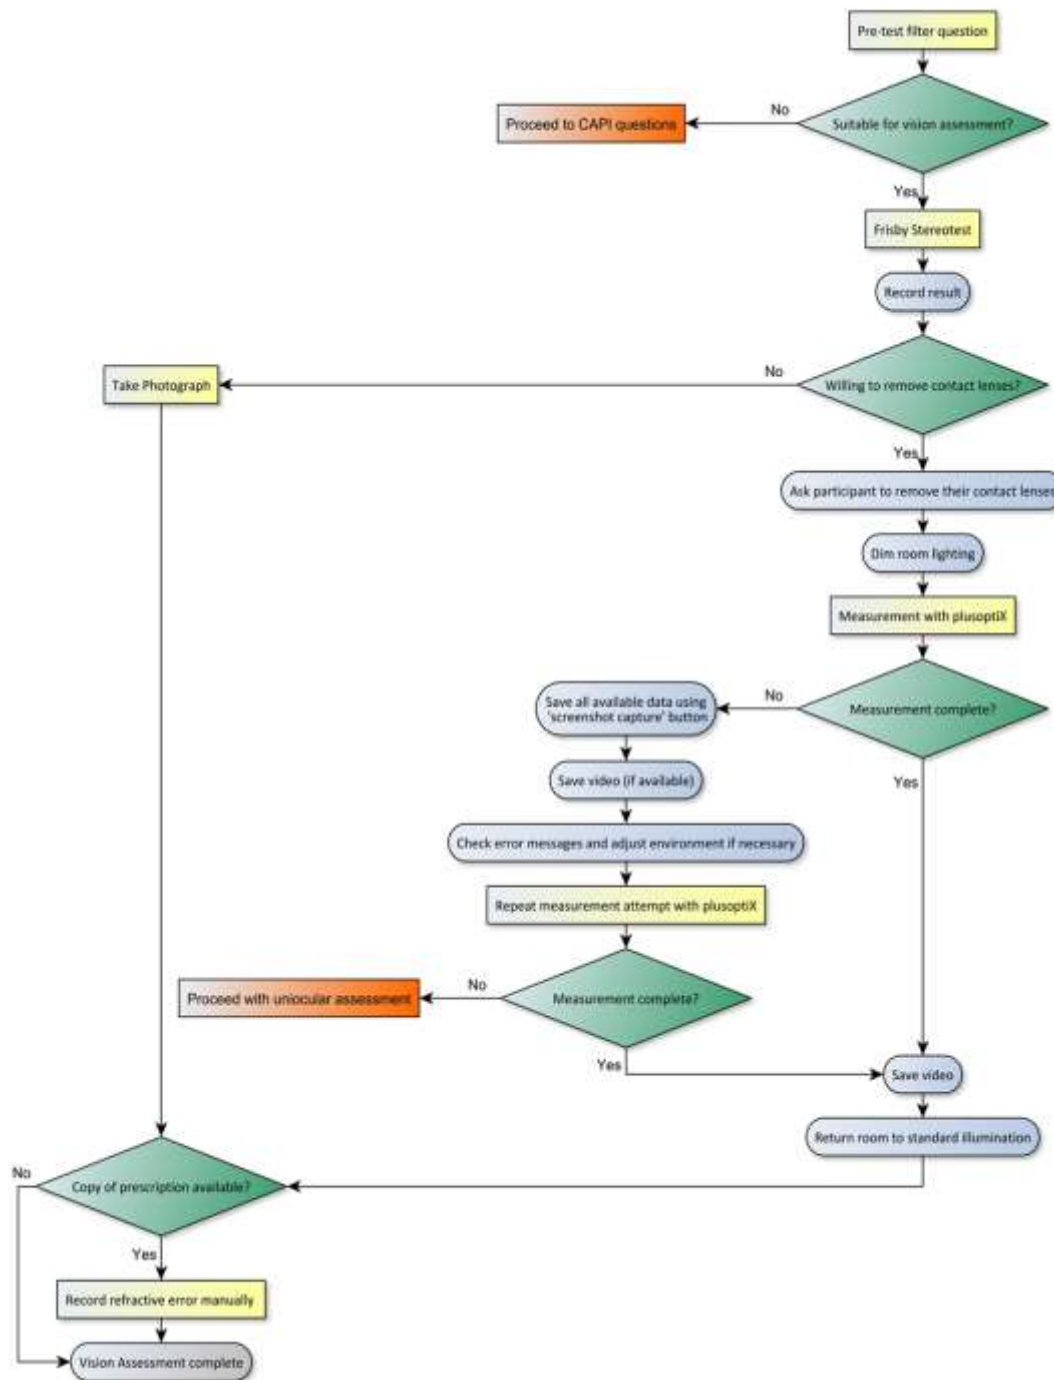 Pre-test filter question
Suitable for vision assessment?
No
Proceed to CAPI questions
Yes
Frisby Stereotest
Record result
Willing to remove contact lenses?
No
Take Photograph
Yes
Ask participant to remove their contact lenses
Dim room lighting
Measurement with plusoptiX
Measurement complete?
No
Save all available data using
'screenshot capture' button
Yes
Save video (if available)
Check error messages and adjust environment if necessary
Repeat measurement attempt with plusoptiX
Measurement complete?
No
Proceed with uniocular assessment
Yes
Save video
Return room to standard illumination
Copy of prescription available?
No
Yes
Record refractive error manually
Vision Assessment complete